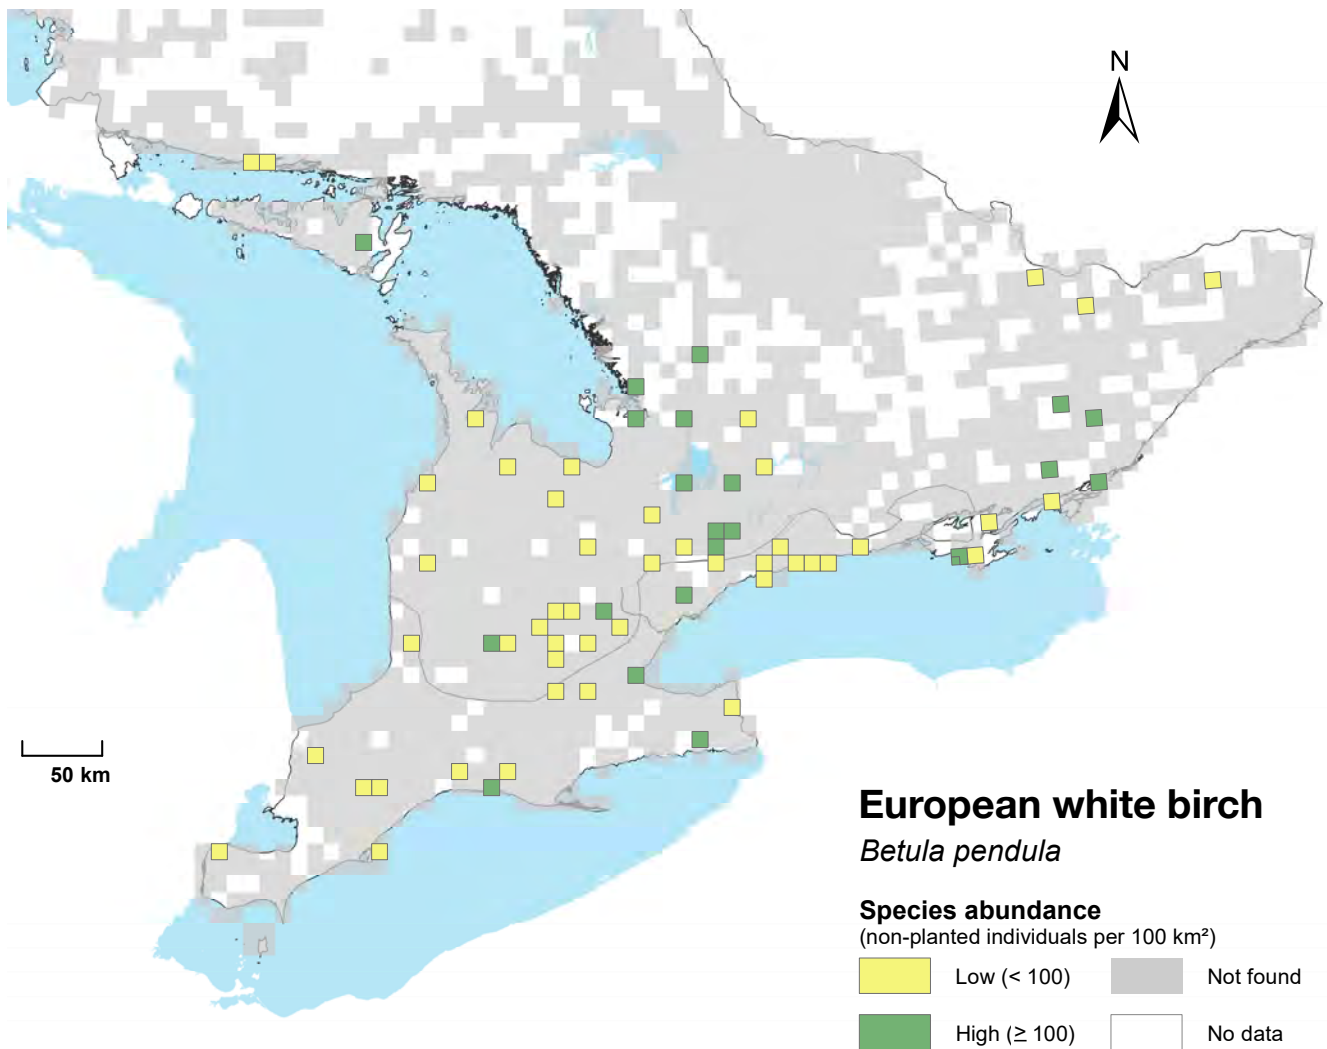 N
50 km
European white birch
Betula pendula
Species abundance
(non-planted individuals per 100 km²)
Low (< 100)
Not found
High (≥ 100)
No data